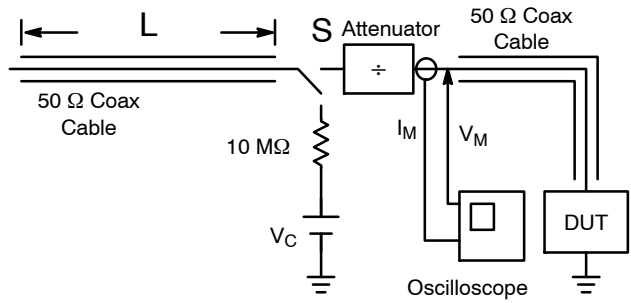 L
S
Attenuator
÷
50 Ω Coax
Cable
50 Ω Coax
Cable
10 MΩ
I_M
V_M
V_C
DUT
Oscilloscope